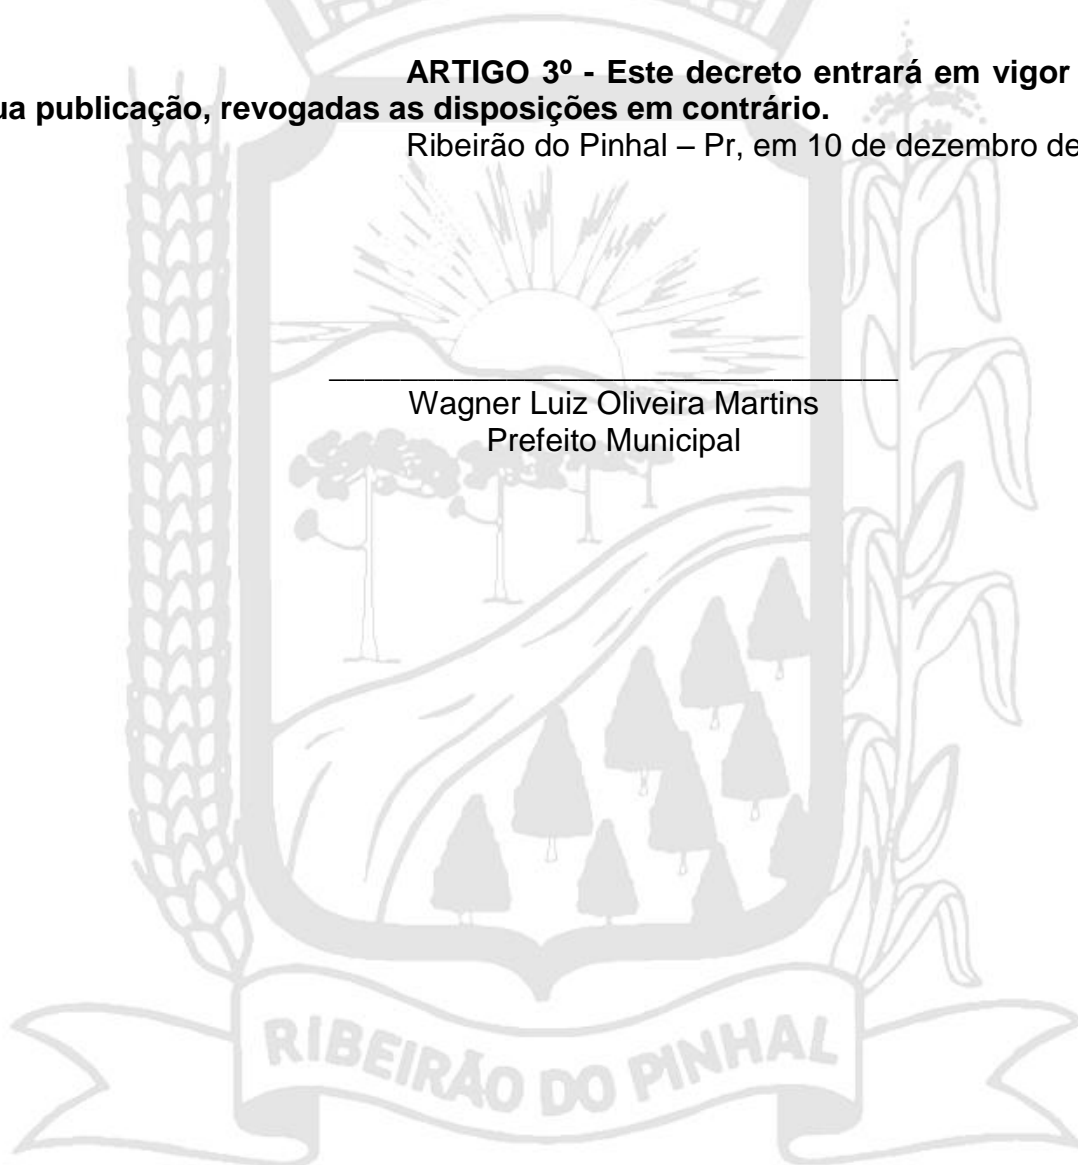 ARTIGO 3º - Este decreto entrará em vigor
ua publicação, revogadas as disposições em contrário.
Ribeirão do Pinhal – Pr, em 10 de dezembro de
Wagner Luiz Oliveira Martins
Prefeito Municipal
RIBEIRÃO DO PINHAL